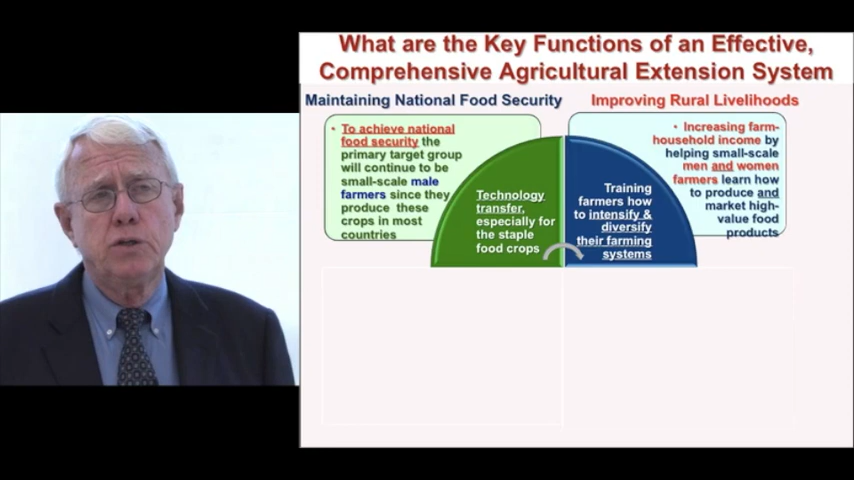 What are the Key Functions of an Effective,
Comprehensive Agricultural Extension System
Maintaining National Food Security
Improving Rural Livelihoods
• To achieve national
food security the
primary target group
will continue to be
small-scale male
farmers since they
produce these
crops in most
countries
Technology
transfer,
especially for
the staple
food crops
Training
farmers how
to intensify &
diversify
their farming
systems
• Increasing farm-
household income by
helping small-scale
men and women
farmers learn how
to produce and
market high-
value food
products